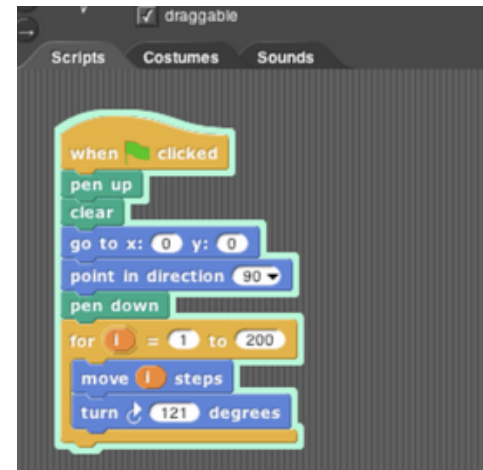 draggable
Scripts Costumes Sounds
when clicked
pen up
clear
go to x: 0 y: 0
point in direction 90
pen down
for i = 1 to 200
move i steps
turn 121 degrees